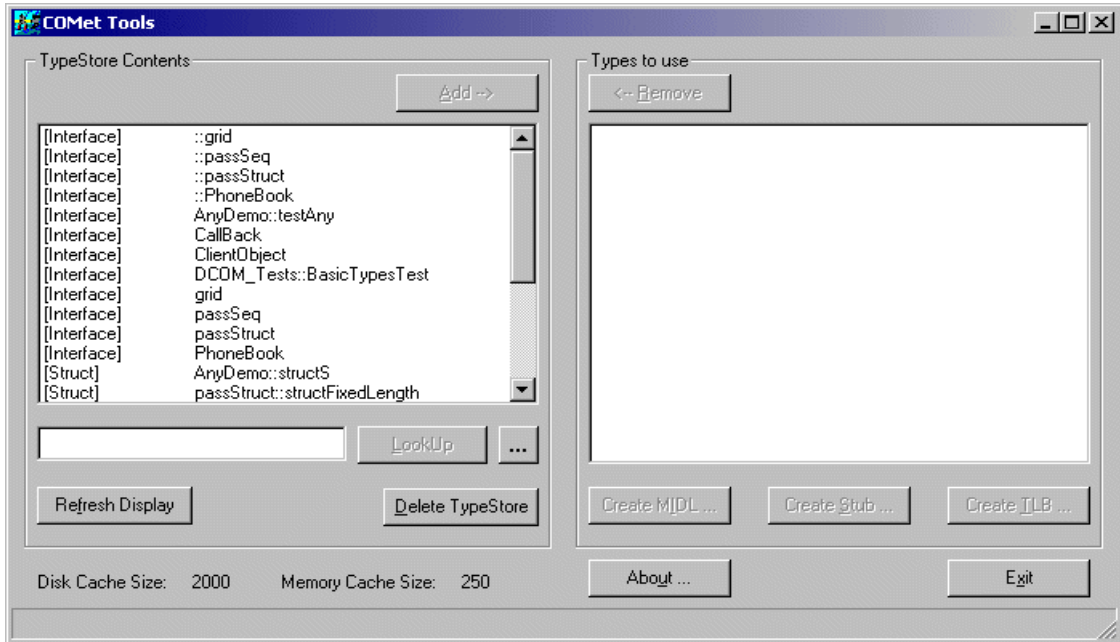 COMet Tools
TypeStore Contents
Types to use
Add -->
<-- Remove
[Interface] ::grid
[Interface] ::passSeq
[Interface] ::passStruct
[Interface] ::PhoneBook
[Interface] AnyDemo::testAny
[Interface] CallBack
[Interface] ClientObject
[Interface] DCOM_Tests::BasicTypesTest
[Interface] grid
[Interface] passSeq
[Interface] passStruct
[Interface] PhoneBook
[Struct] AnyDemo::structS
[Struct] passStruct::structFixedLength
LookUp
...
Refresh Display
Delete TypeStore
Create MIDL ...
Create Stub ...
Create TLB ...
Disk Cache Size: 2000
Memory Cache Size: 250
About ...
Exit